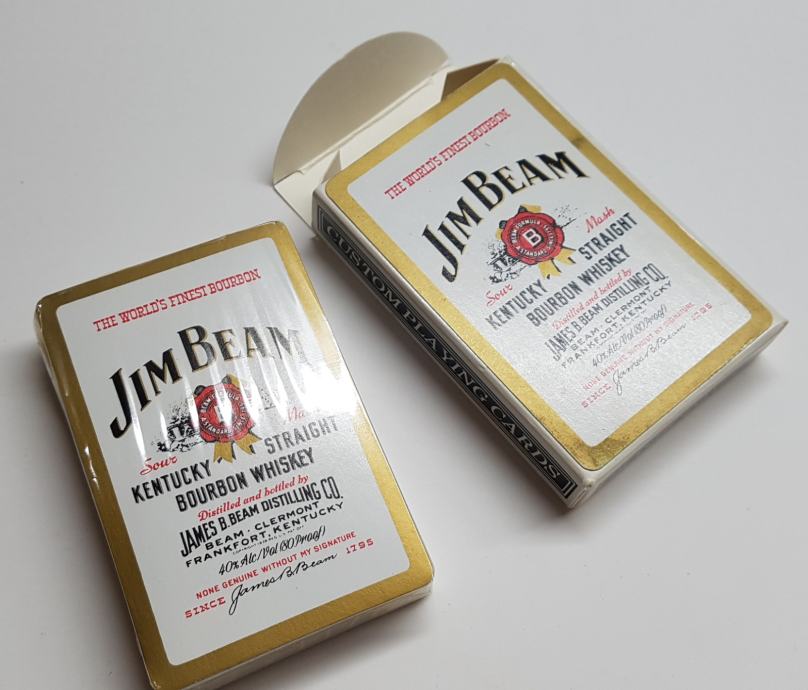 THE WORLD'S FINEST BOURBON
JIM BEAM
B
Sour Mash
KENTUCKY STRAIGHT
BOURBON WHISKEY
Distilled and bottled by
JAMES B. BEAM DISTILLING CO.
BEAM · CLERMONT
FRANKFORT, KENTUCKY
40% Alc/Vol (80 Proof)
NONE GENUINE WITHOUT MY SIGNATURE
SINCE James B. Beam 1795
CUSTOM PLAYING CARDS
THE WORLD'S FINEST BOURBON
JIM BEAM
Sour
KENTUCKY STRAIGHT
BOURBON WHISKEY
Distilled and bottled by
JAMES B. BEAM DISTILLING CO.
BEAM · CLERMONT
FRANKFORT, KENTUCKY
40% Alc/Vol (80 Proof)
NONE GENUINE WITHOUT MY SIGNATURE
SINCE James B. Beam 1795